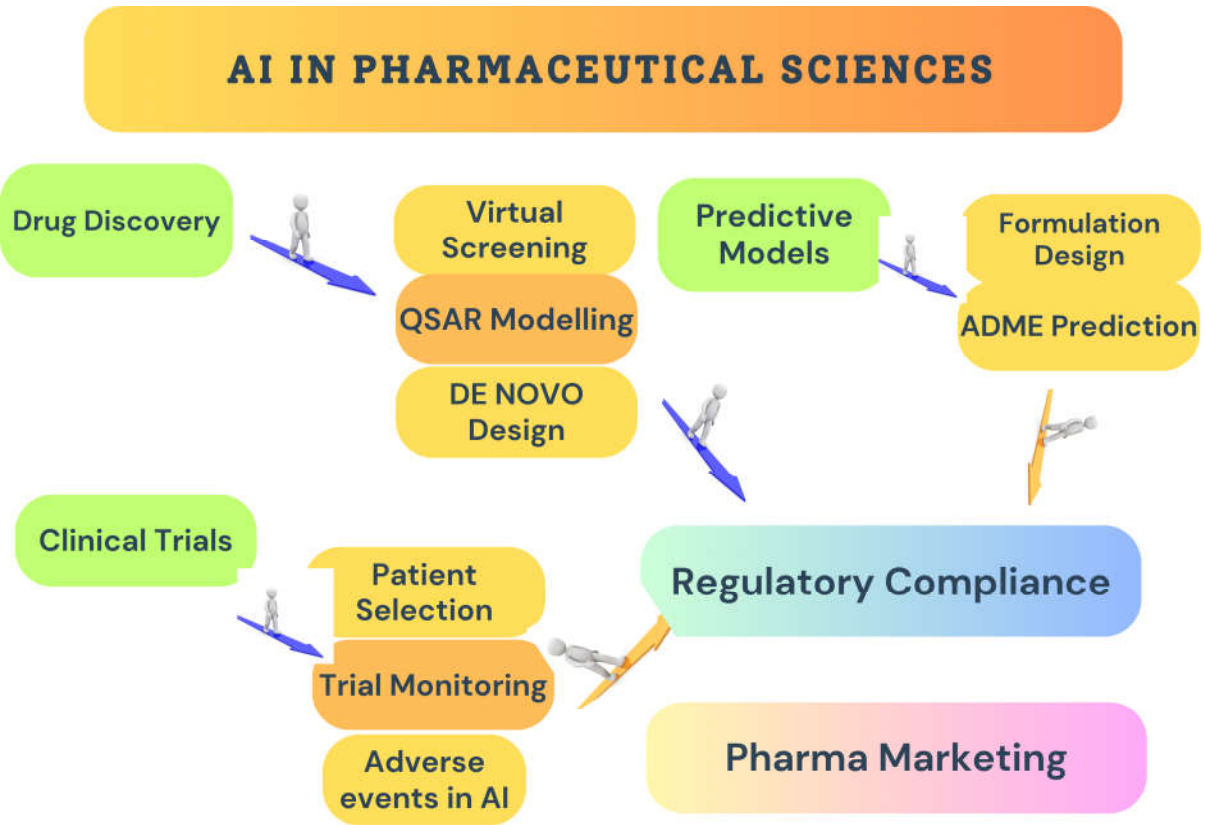 AI IN PHARMACEUTICAL SCIENCES
Drug Discovery
Virtual
Screening
QSAR Modelling
DE NOVO
Design
Predictive
Models
Formulation
Design
ADME Prediction
Clinical Trials
Patient
Selection
Trial Monitoring
Adverse
events in AI
Regulatory Compliance
Pharma Marketing